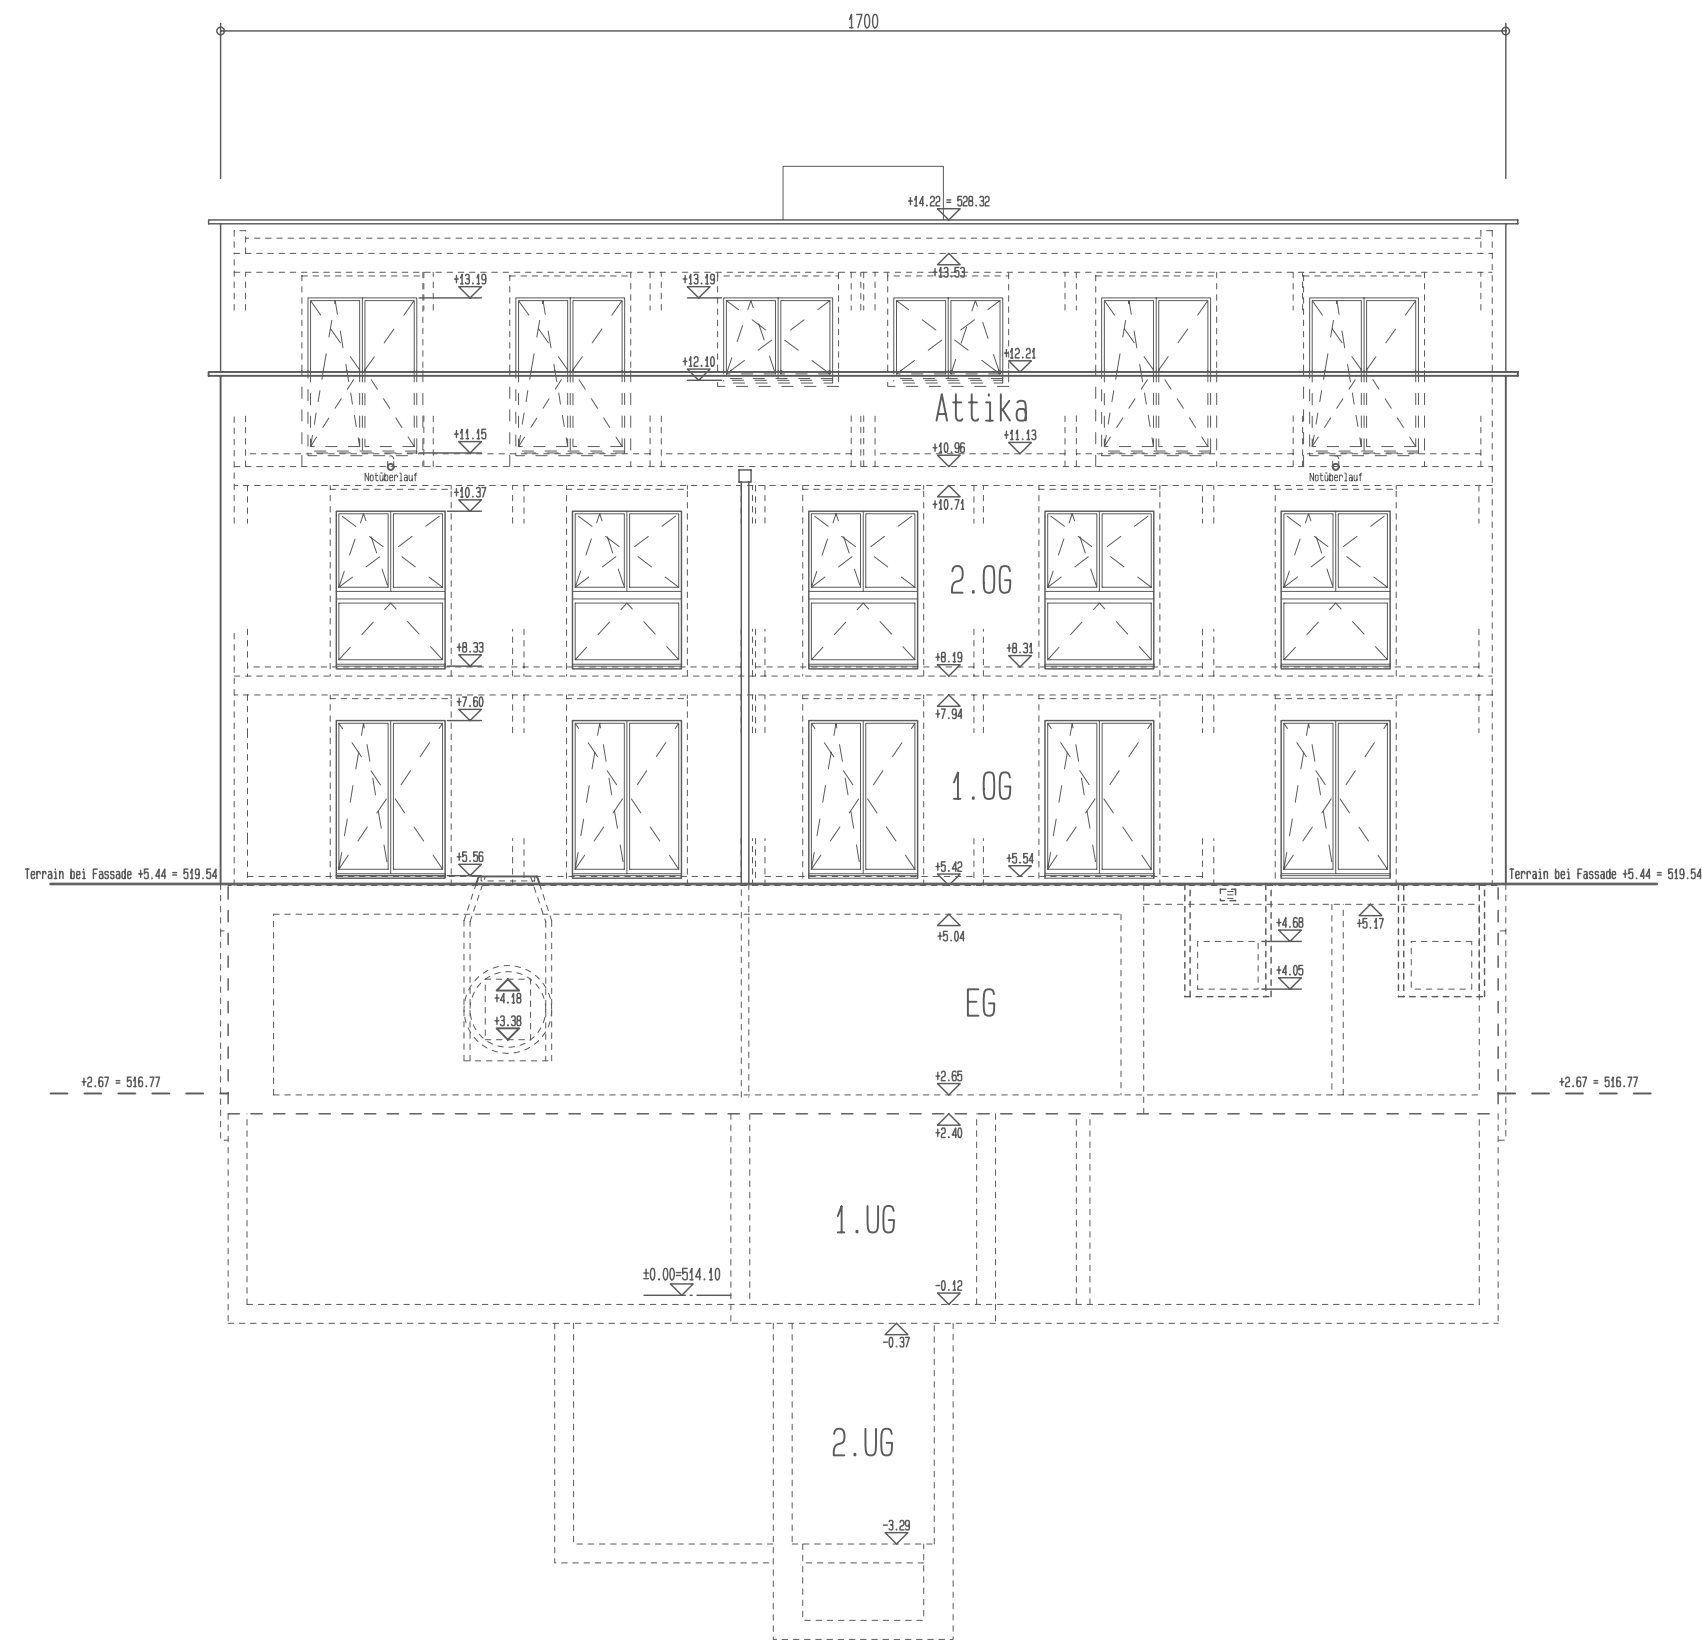 1700
+14.22 = 528.32
+13.53
+13.19
+13.19
+12.10
+12.21
Attika
+11.15
+10.96
+11.13
Notüberlauf
Notüberlauf
+10.37
+10.71
2.OG
+8.33
+8.19
+8.31
+7.60
+7.94
1.OG
+5.56
+5.42
+5.54
Terrain bei Fassade +5.44 = 519.54
Terrain bei Fassade +5.44 = 519.54
+5.04
+4.68
+5.17
+4.05
+4.18
+3.38
EG
+2.67 = 516.77
+2.65
+2.67 = 516.77
+2.40
1.UG
±0.00=514.10
-0.12
-0.37
2.UG
-3.29